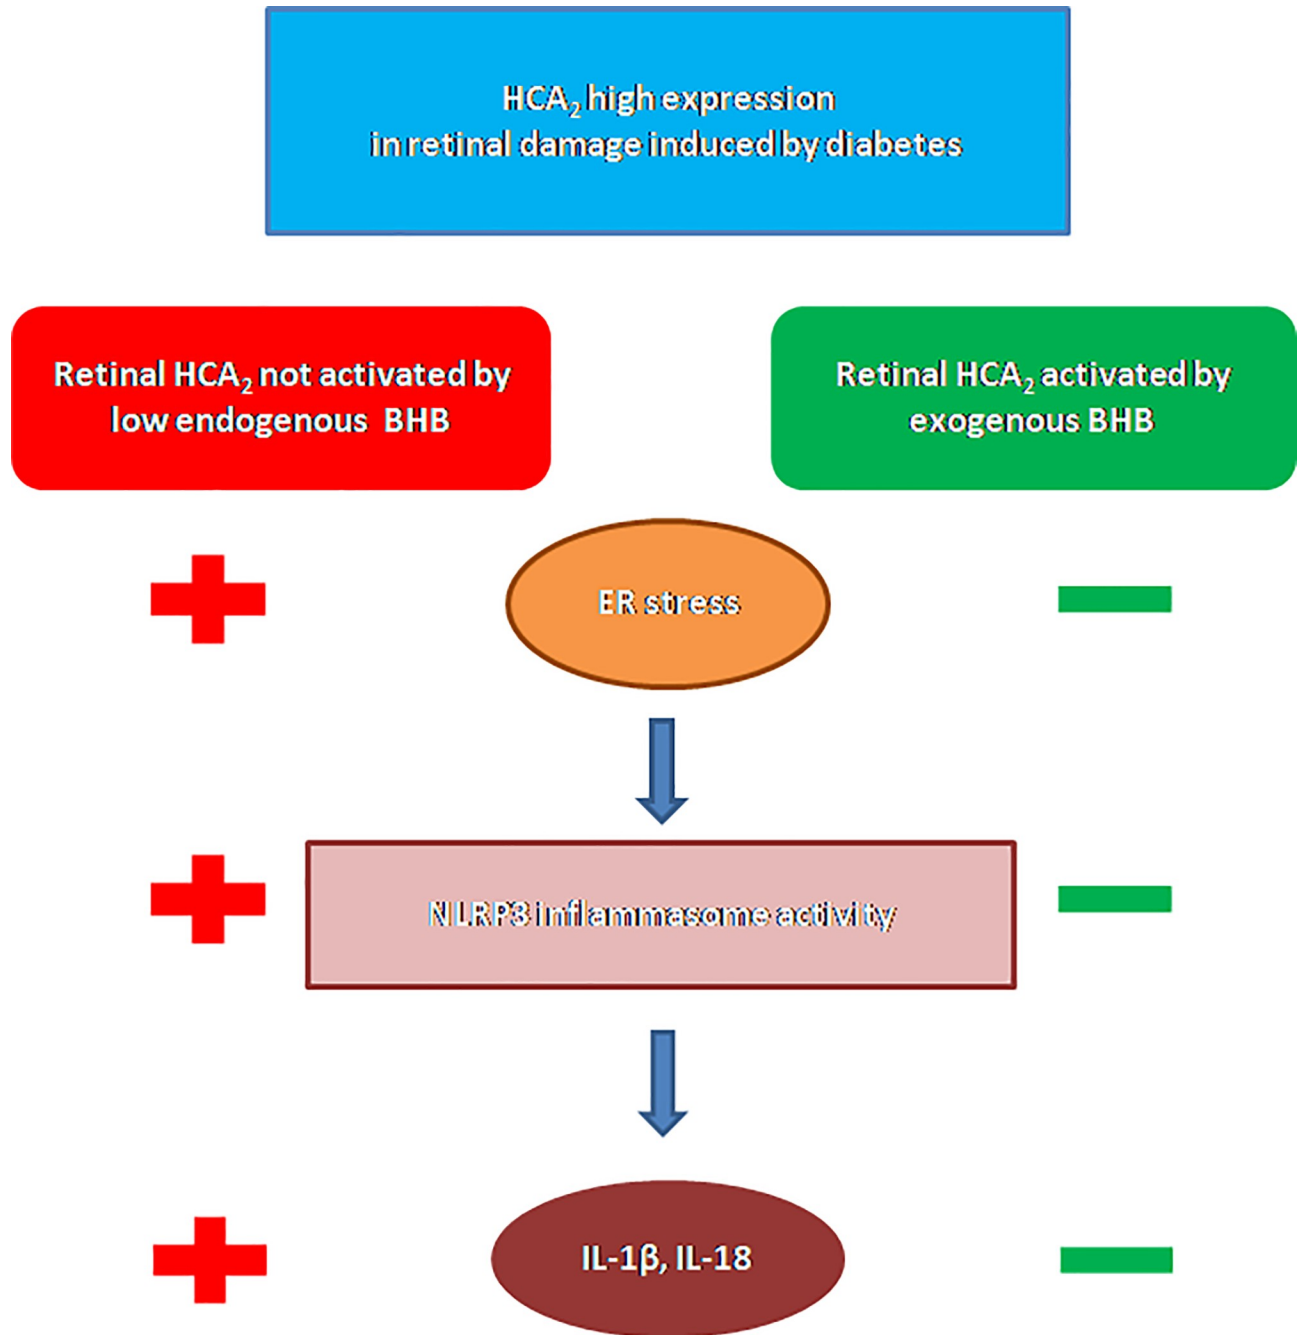 HCA₂ high expression
in retinal damage induced by diabetes
Retinal HCA₂ not activated by
low endogenous BHB
Retinal HCA₂ activated by
exogenous BHB
ER stress
NLRP3 inflammasome activity
IL-1β, IL-18